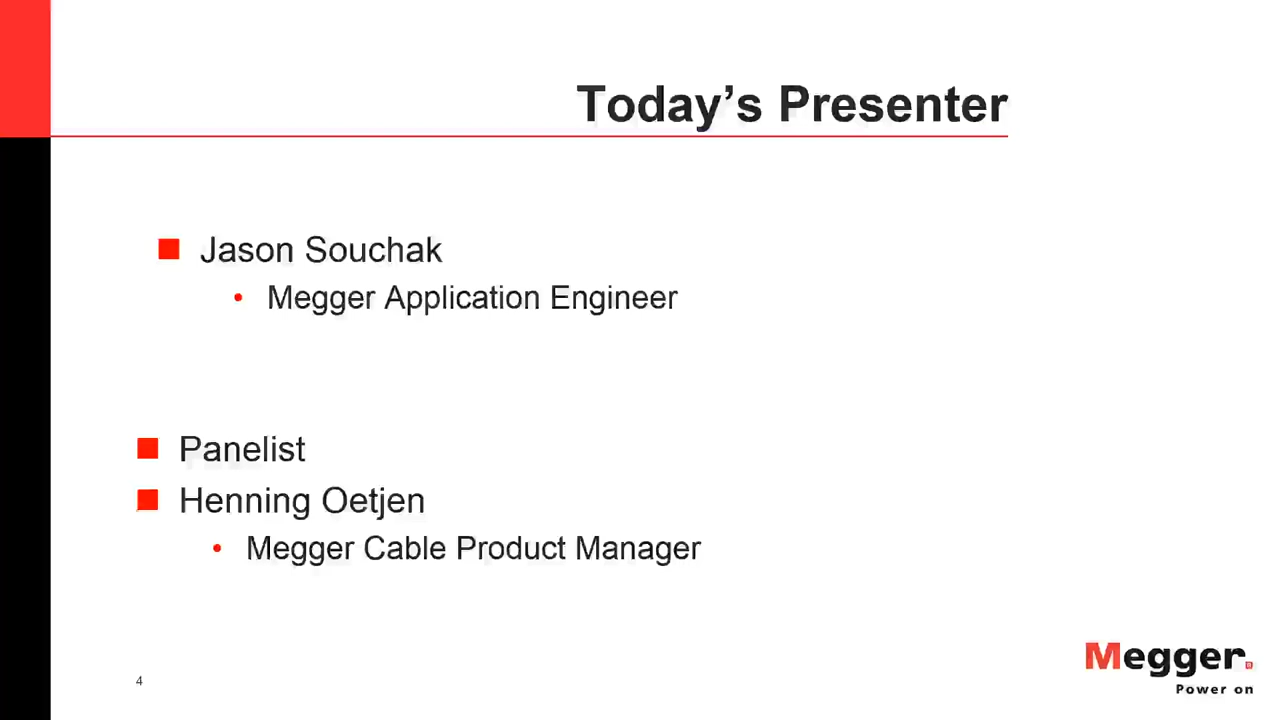 Today's Presenter
Jason Souchak
Megger Application Engineer
Panelist
Henning Oetjen
Megger Cable Product Manager
4
Megger®
Power on